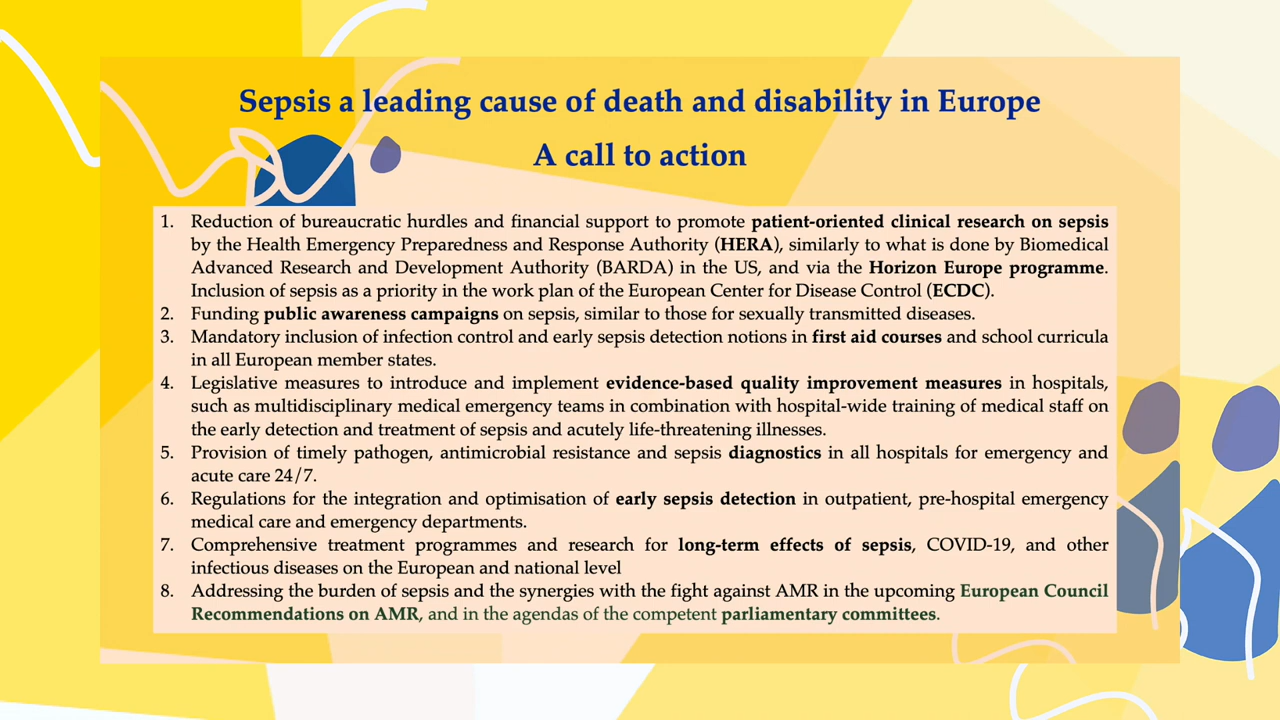 Sepsis a leading cause of death and disability in Europe
A call to action
1. Reduction of bureaucratic hurdles and financial support to promote patient-oriented clinical research on sepsis
by the Health Emergency Preparedness and Response Authority (HERA), similarly to what is done by Biomedical
Advanced Research and Development Authority (BARDA) in the US, and via the Horizon Europe programme.
Inclusion of sepsis as a priority in the work plan of the European Center for Disease Control (ECDC).
2. Funding public awareness campaigns on sepsis, similar to those for sexually transmitted diseases.
3. Mandatory inclusion of infection control and early sepsis detection notions in first aid courses and school curricula
in all European member states.
4. Legislative measures to introduce and implement evidence-based quality improvement measures in hospitals,
such as multidisciplinary medical emergency teams in combination with hospital-wide training of medical staff on
the early detection and treatment of sepsis and acutely life-threatening illnesses.
5. Provision of timely pathogen, antimicrobial resistance and sepsis diagnostics in all hospitals for emergency and
acute care 24/7.
6. Regulations for the integration and optimisation of early sepsis detection in outpatient, pre-hospital emergency
medical care and emergency departments.
7. Comprehensive treatment programmes and research for long-term effects of sepsis, COVID-19, and other
infectious diseases on the European and national level
8. Addressing the burden of sepsis and the synergies with the fight against AMR in the upcoming European Council
Recommendations on AMR, and in the agendas of the competent parliamentary committees.